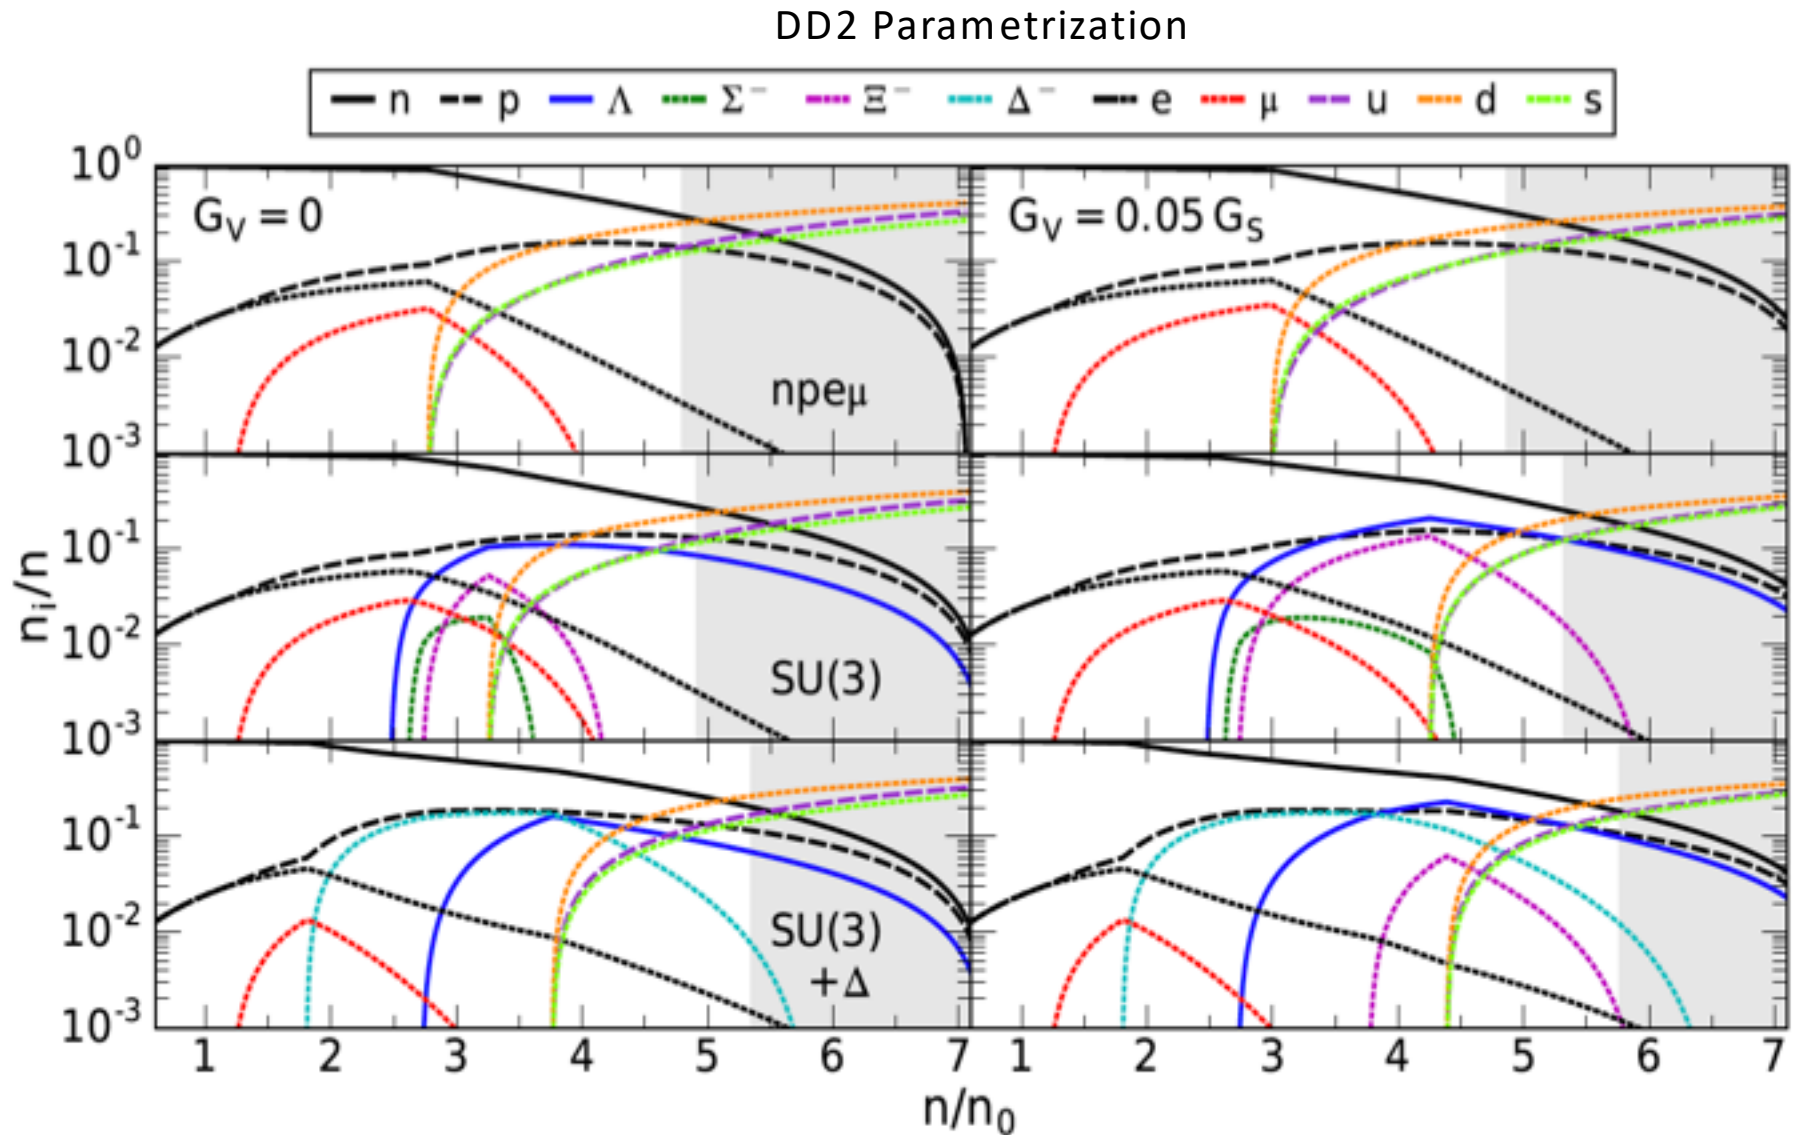 DD2 Parametrization
n p Λ Σ⁻ Ξ⁻ Δ⁻ e μ u d s
10⁰
G_V = 0
G_V = 0.05 G_S
10⁻¹
10⁻²
npeμ
10⁻³
10⁻¹
n_i/n
10⁻²
SU(3)
10⁻³
10⁻¹
10⁻²
SU(3)
+Δ
10⁻³
1 2 3 4 5 6 7 1 2 3 4 5 6 7
n/n₀